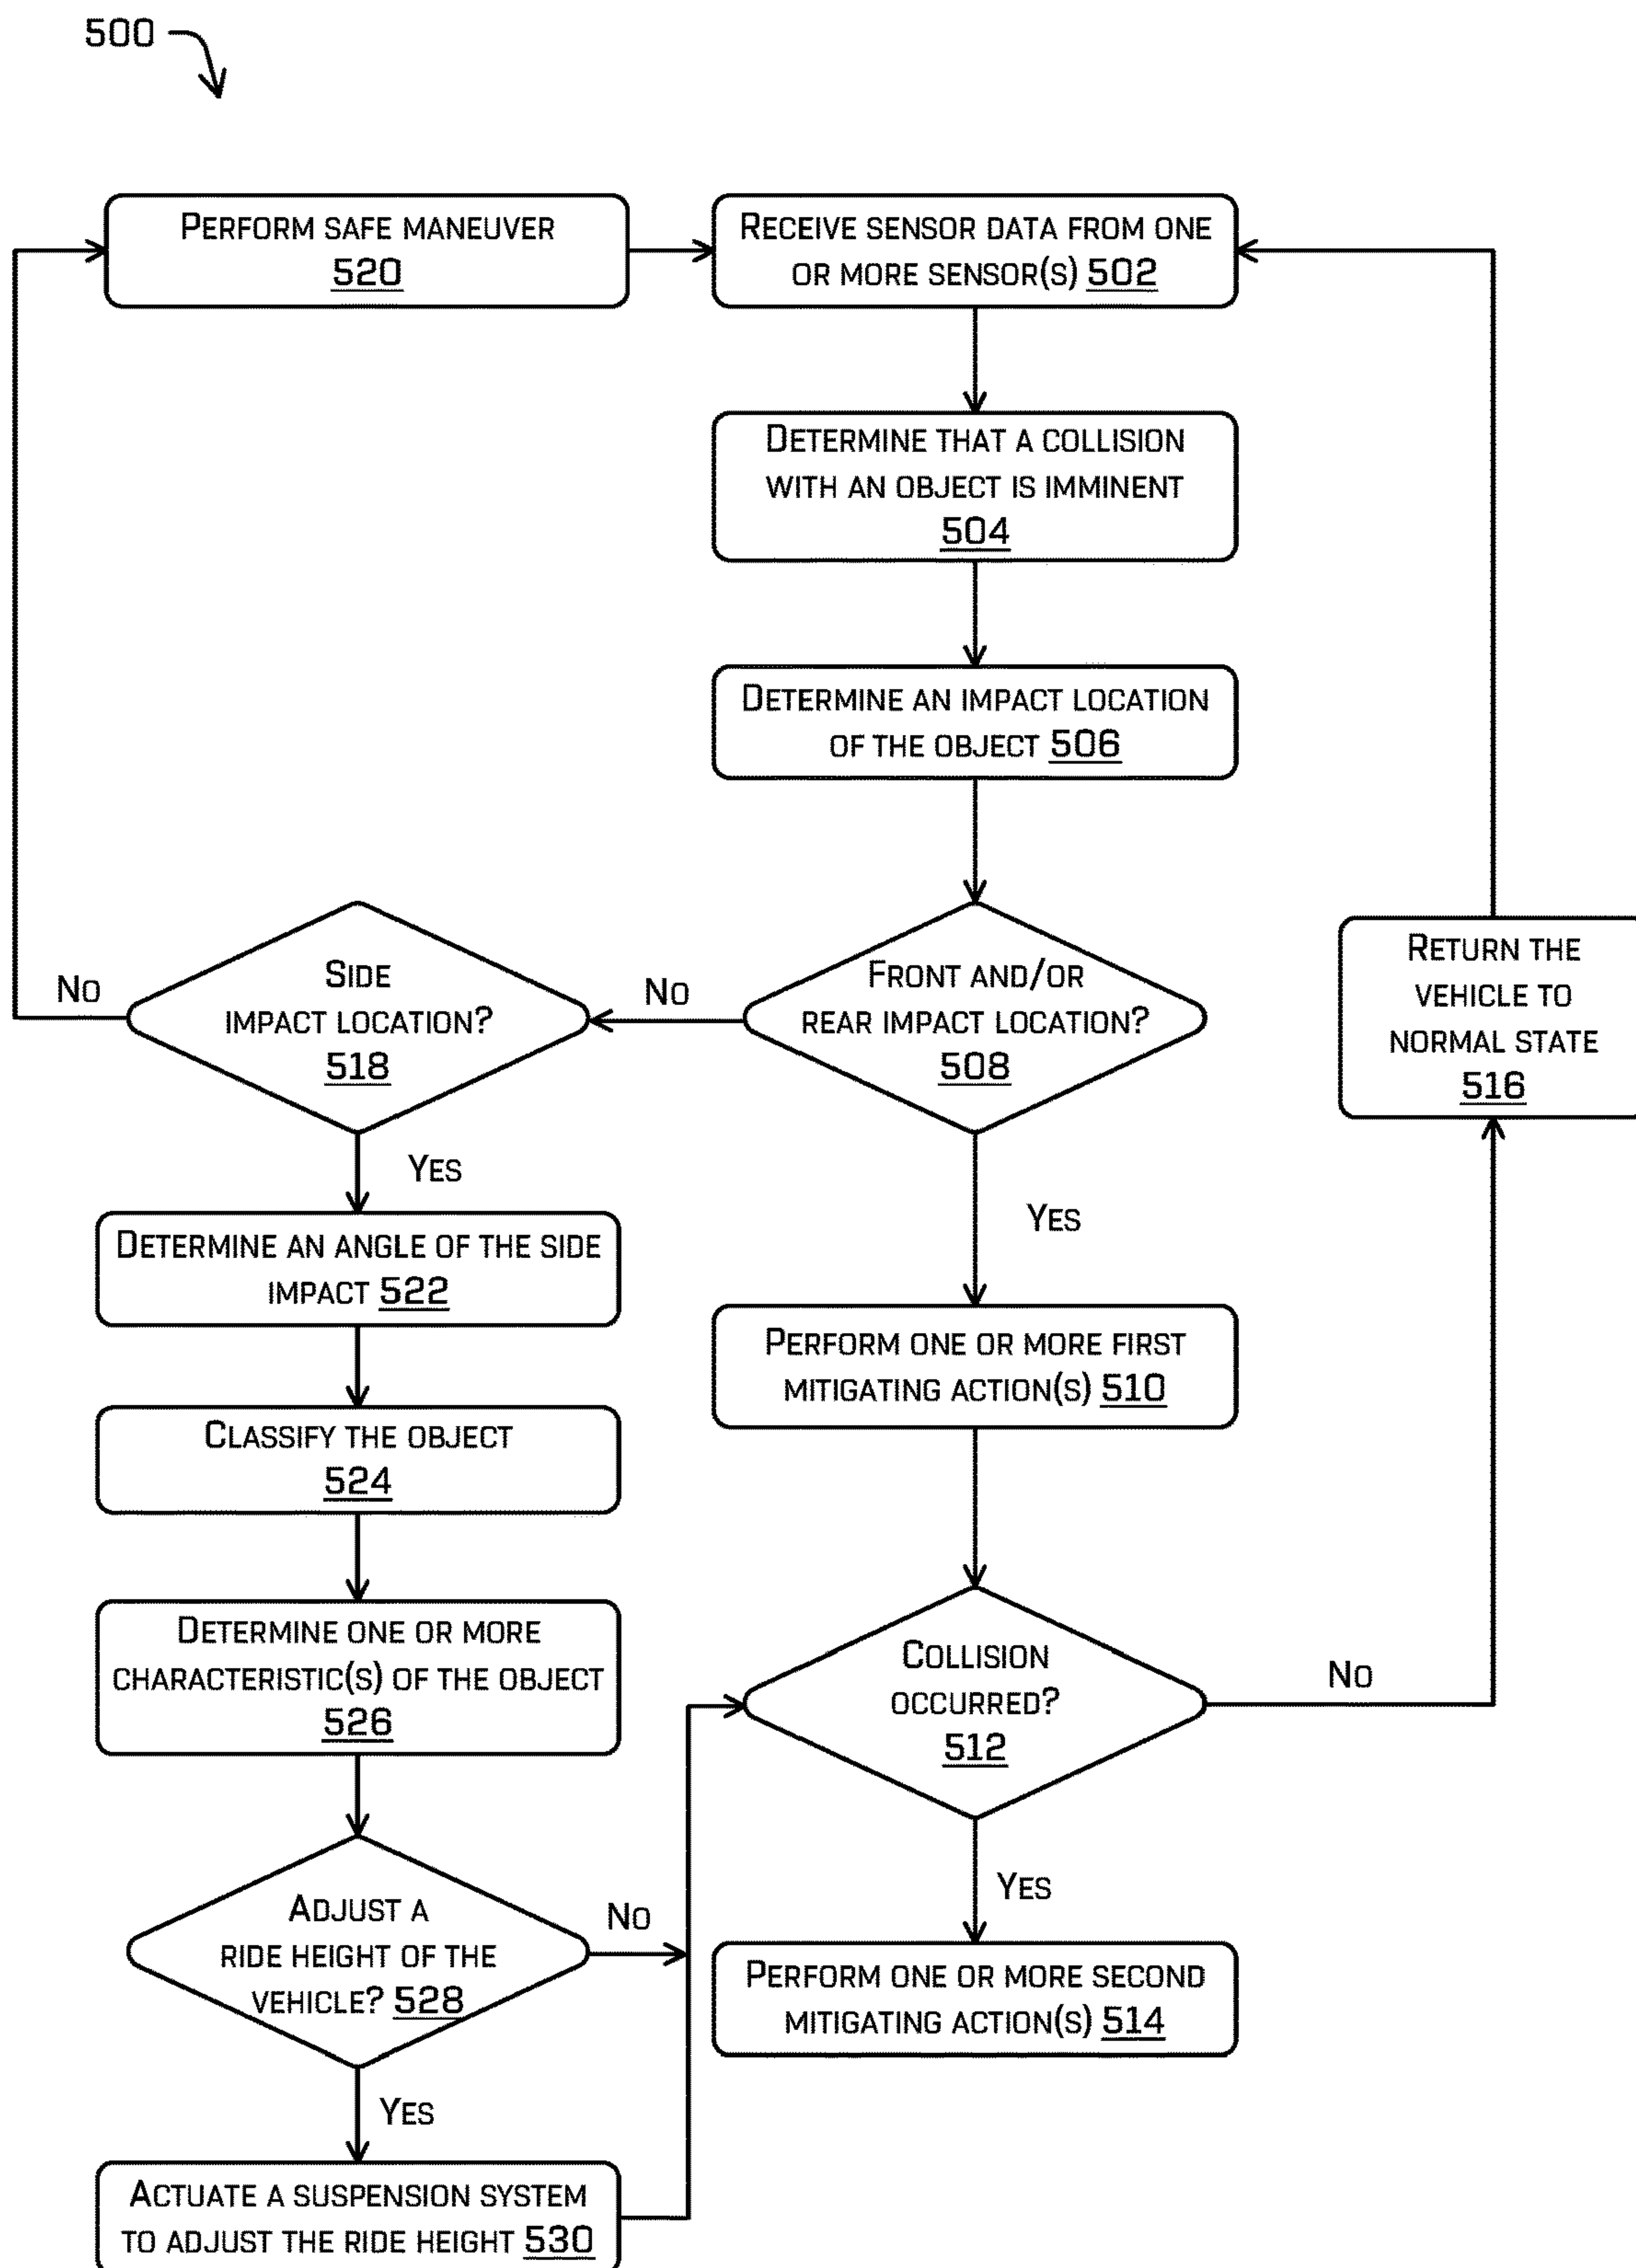 500
PERFORM SAFE MANEUVER
520
RECEIVE SENSOR DATA FROM ONE
OR MORE SENSOR(S) 502
DETERMINE THAT A COLLISION
WITH AN OBJECT IS IMMINENT
504
DETERMINE AN IMPACT LOCATION
OF THE OBJECT 506
FRONT AND/OR
REAR IMPACT LOCATION?
508
NO
SIDE
IMPACT LOCATION?
518
NO
RETURN THE
VEHICLE TO
NORMAL STATE
516
YES
DETERMINE AN ANGLE OF THE SIDE
IMPACT 522
CLASSIFY THE OBJECT
524
DETERMINE ONE OR MORE
CHARACTERISTIC(S) OF THE OBJECT
526
ADJUST A
RIDE HEIGHT OF THE
VEHICLE? 528
NO
YES
ACTUATE A SUSPENSION SYSTEM
TO ADJUST THE RIDE HEIGHT 530
YES
PERFORM ONE OR MORE FIRST
MITIGATING ACTION(S) 510
COLLISION
OCCURRED?
512
NO
YES
PERFORM ONE OR MORE SECOND
MITIGATING ACTION(S) 514